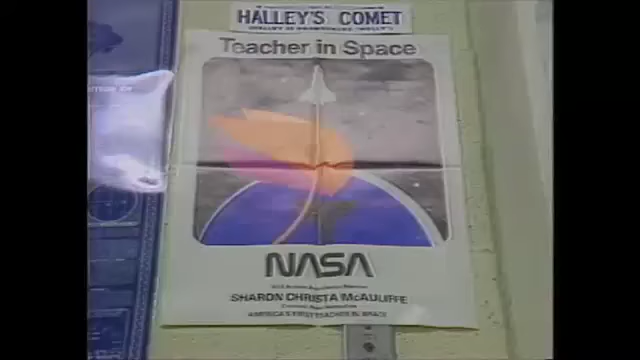 HALLEY'S COMET
Teacher in Space
NASA
SHARON CHRISTA McAULIFFE
AMERICA'S FIRST TEACHER IN SPACE